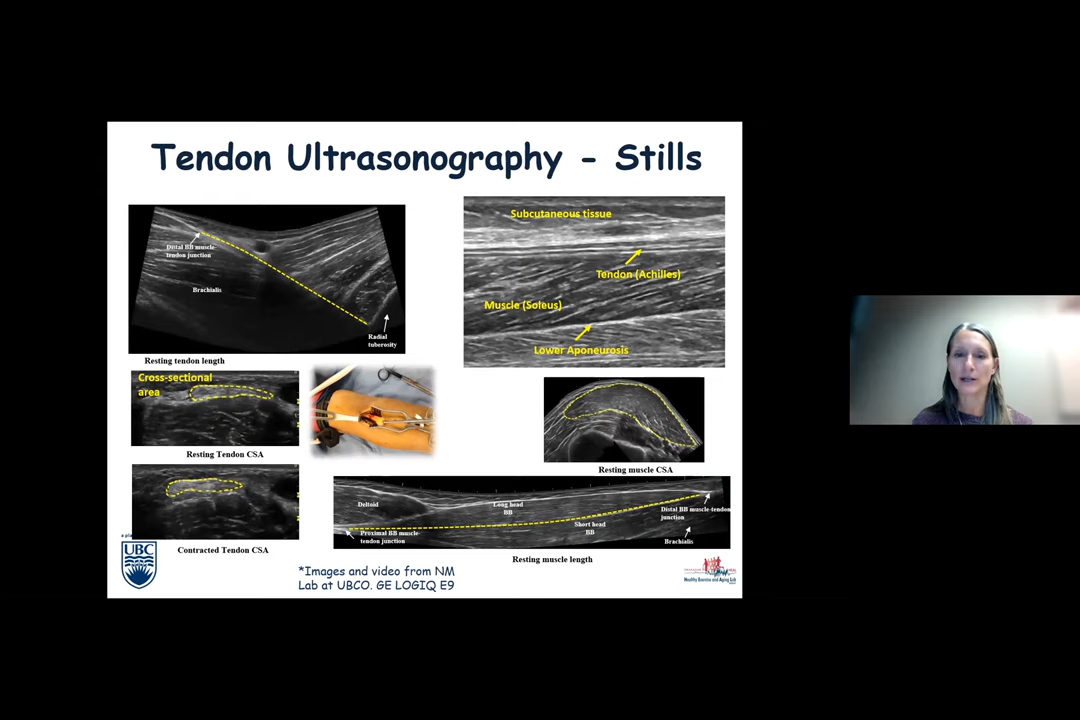 Tendon Ultrasonography - Stills
Distal BB muscle-
tendon junction
Brachialis
Radial
tuberosity
Resting tendon length
Subcutaneous tissue
Tendon (Achilles)
Muscle (Soleus)
Lower Aponeurosis
Cross-sectional
area
Resting Tendon CSA
Resting muscle CSA
Contracted Tendon CSA
Deltoid
Long head
BB
Short head
BB
Proximal BB muscle-
tendon junction
Distal BB muscle-tendon
junction
Brachialis
Resting muscle length
UBC
*Images and video from NM
Lab at UBCO. GE LOGIQ E9
Healthy Exercise and Aging Lab